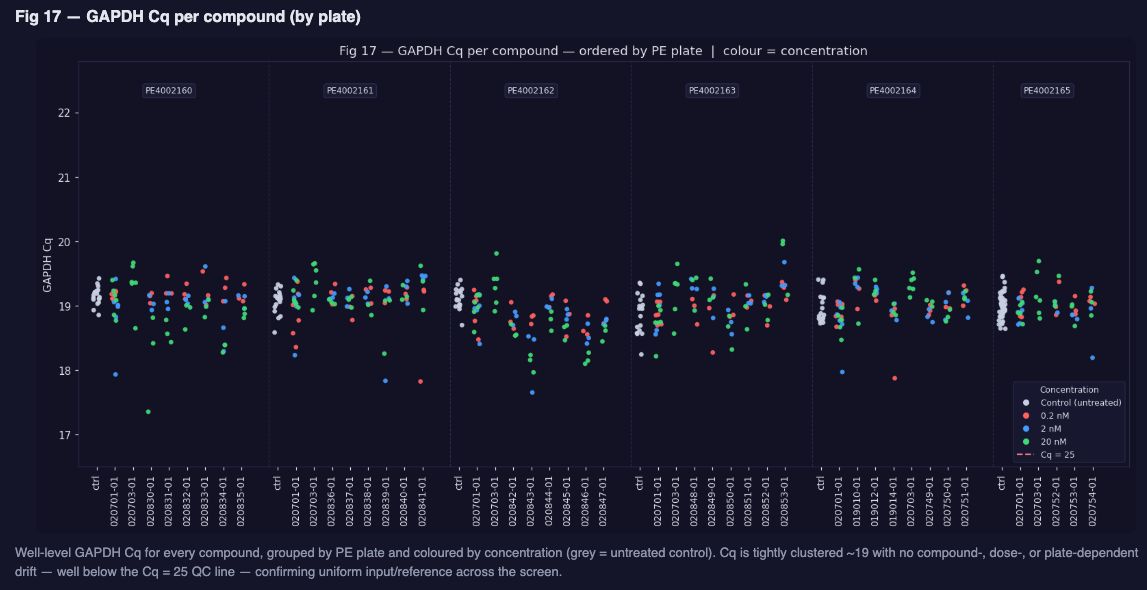 Fig 17 — GAPDH Cq per compound (by plate)
Fig 17 — GAPDH Cq per compound — ordered by PE plate | colour = concentration
PE4002160
PE4002161
PE4002162
PE4002163
PE4002164
PE4002165
22
21
20
19
18
17
GAPDH Cq
Concentration
Control (untreated)
0.2 nM
2 nM
20 nM
Cq = 25
ctrl
020701-01
020703-01
020830-01
020831-01
020832-01
020833-01
020834-01
020835-01
ctrl
020701-01
020703-01
020836-01
020837-01
020838-01
020839-01
020840-01
020841-01
ctrl
020701-01
020703-01
020842-01
020843-01
020844-01
020845-01
020846-01
020847-01
ctrl
020701-01
020703-01
020848-01
020849-01
020850-01
020851-01
020852-01
020853-01
ctrl
020701-01
019010-01
019012-01
019014-01
020703-01
020749-01
020750-01
020751-01
ctrl
020701-01
020703-01
020752-01
020753-01
020754-01
Well-level GAPDH Cq for every compound, grouped by PE plate and coloured by concentration (grey = untreated control). Cq is tightly clustered ~19 with no compound-, dose-, or plate-dependent
drift — well below the Cq = 25 QC line — confirming uniform input/reference across the screen.